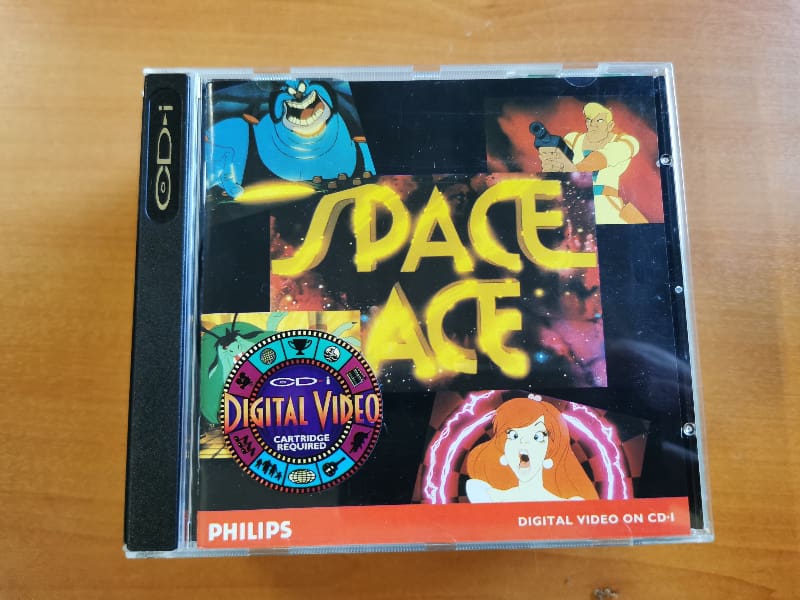 CD-i
SPACE
ACE
CD-i
DIGITAL VIDEO
CARTRIDGE
REQUIRED
PHILIPS
DIGITAL VIDEO ON CD-I